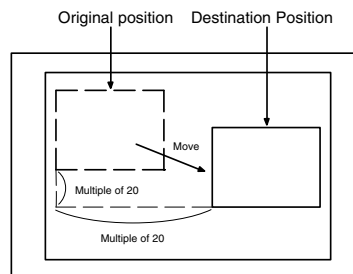 Original position
Destination Position
Move
Multiple of 20
Multiple of 20